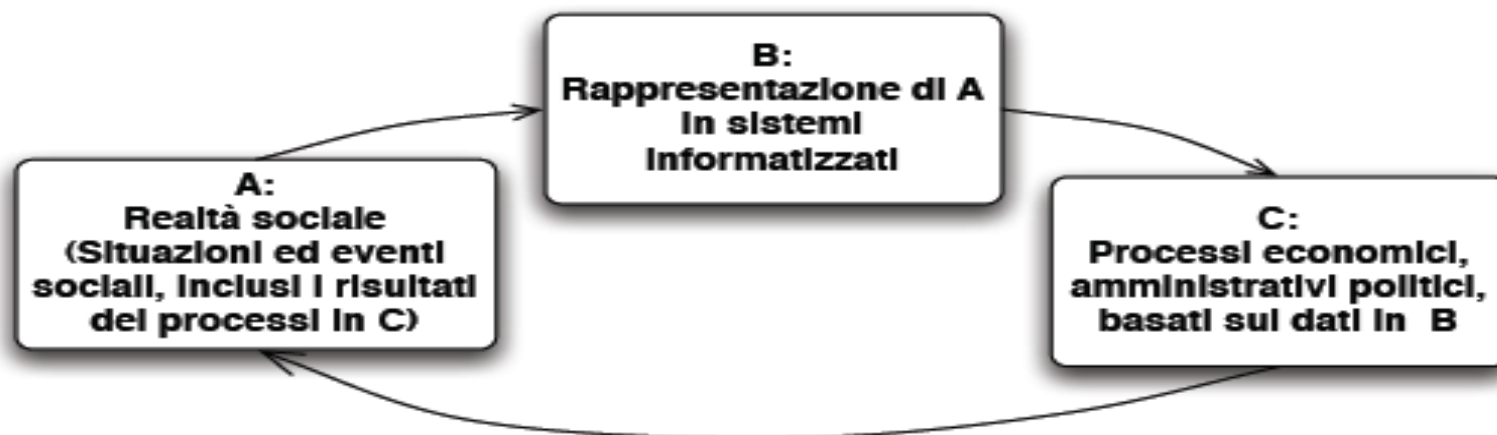 A:
Realtà sociale
(Situazioni ed eventi
sociali, inclusi i risultati
dei processi in C)
B:
Rappresentazione di A
in sistemi
informatizzati
C:
Processi economici,
amministrativi politici,
basati sui dati in B